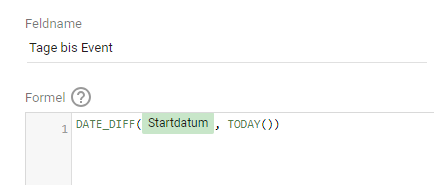 Feldname
Tage bis Event
Formel ?
1 DATE_DIFF( Startdatum , TODAY())